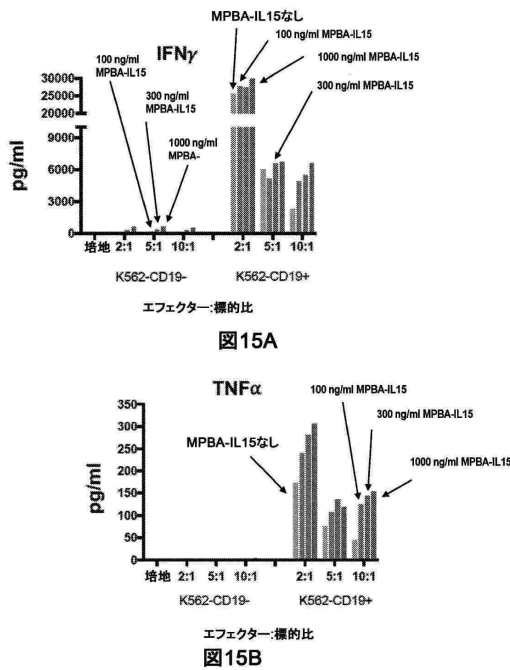 MPBA-IL15なし
IFNγ
100 ng/ml MPBA-IL15
1000 ng/ml MPBA-IL15
300 ng/ml MPBA-IL15
100 ng/ml
MPBA-IL15
300 ng/ml
MPBA-IL15
1000 ng/ml
MPBA-
pg/ml
30000
25000
20000
9000
6000
3000
0
培地 2:1 5:1 10:1 2:1 5:1 10:1
K562-CD19- K562-CD19+
エフェクター:標的比
図15A
TNFα
100 ng/ml MPBA-IL15
300 ng/ml MPBA-IL15
1000 ng/ml MPBA-IL15
MPBA-IL15なし
pg/ml
350
300
250
200
150
100
50
0
培地 2:1 5:1 10:1 2:1 5:1 10:1
K562-CD19- K562-CD19+
エフェクター:標的比
図15B